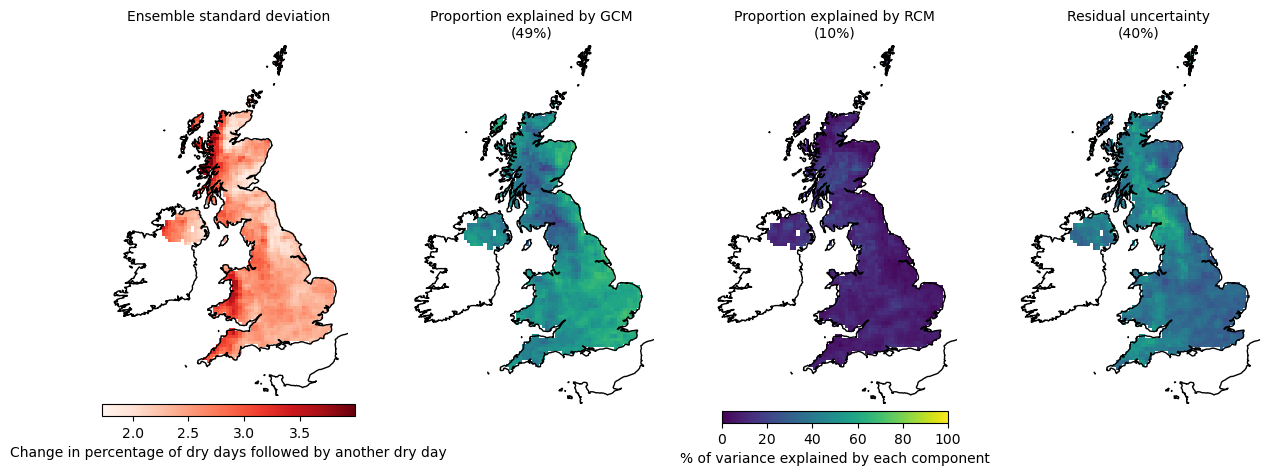 Ensemble standard deviation
Proportion explained by GCM
(49%)
Proportion explained by RCM
(10%)
Residual uncertainty
(40%)
2.0 2.5 3.0 3.5
Change in percentage of dry days followed by another dry day
0 20 40 60 80 100
% of variance explained by each component